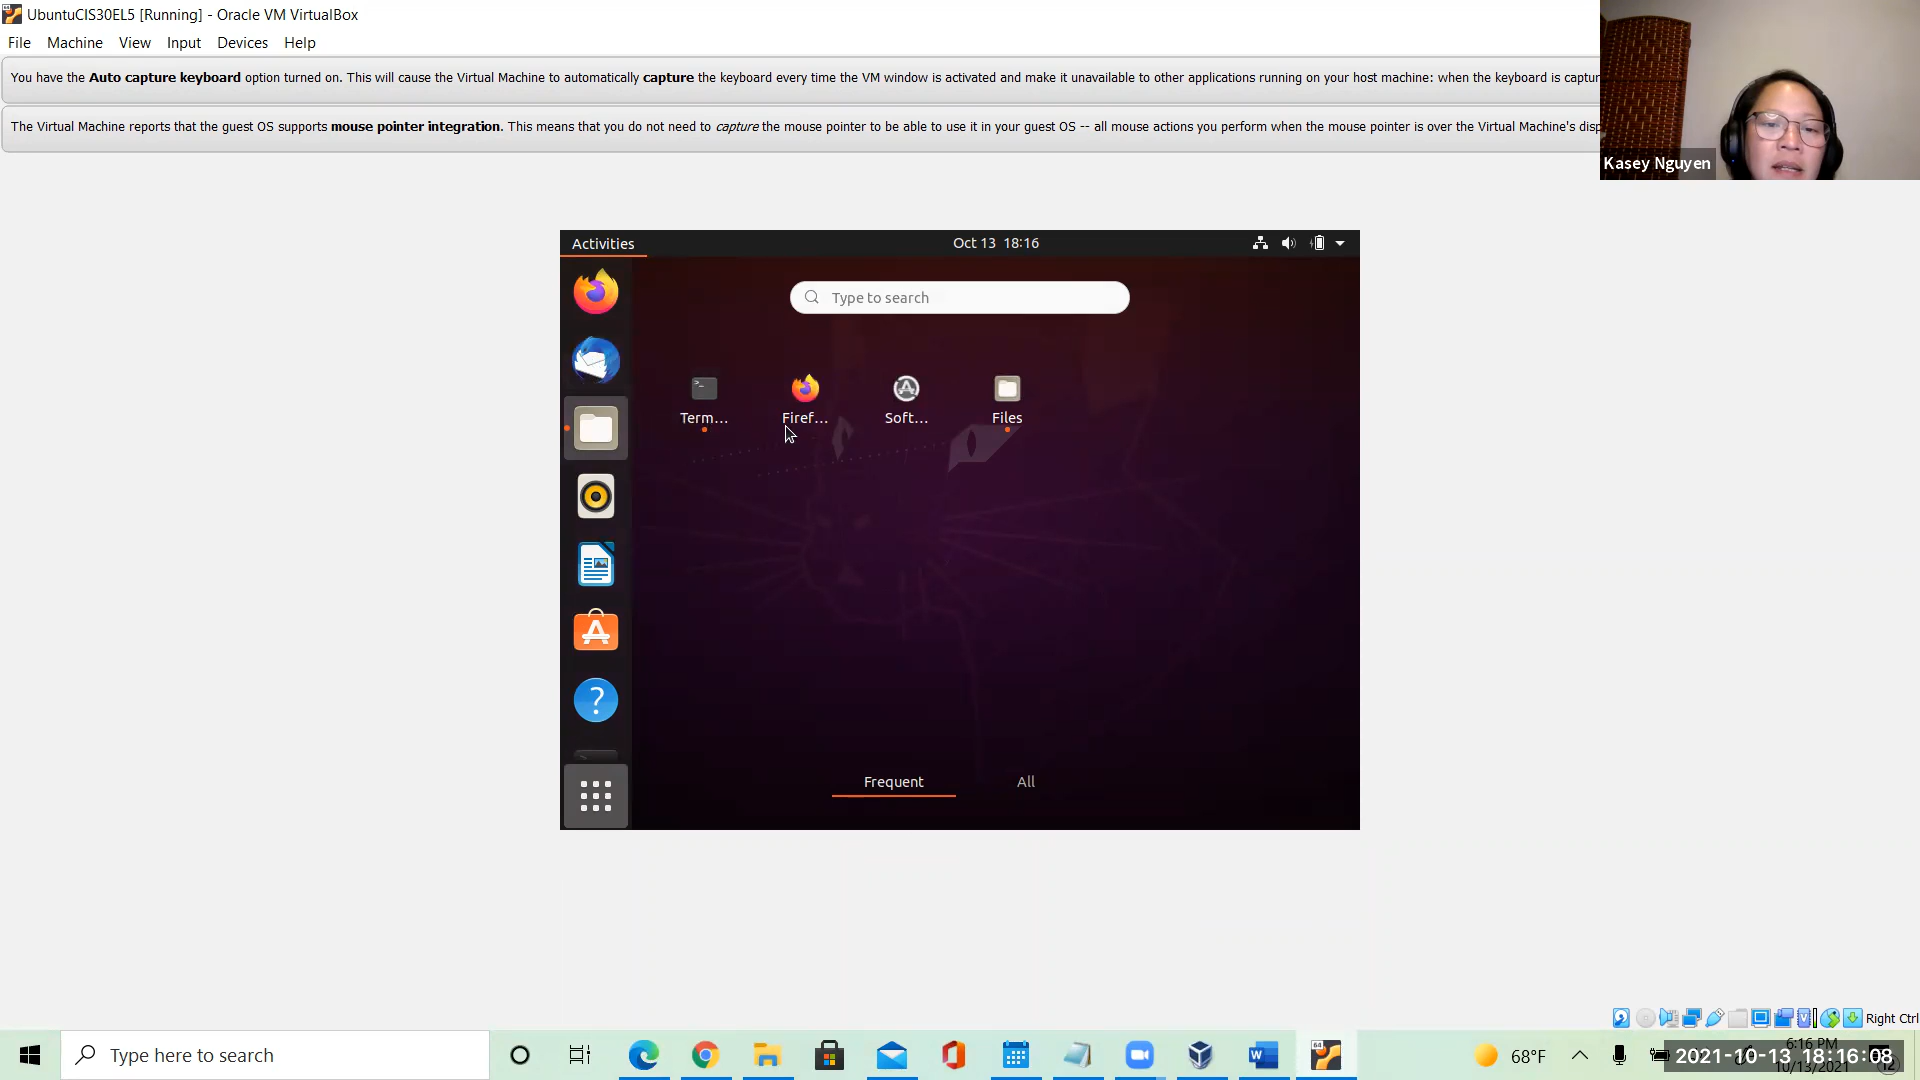 UbuntuCIS30EL5 [Running] - Oracle VM VirtualBox
File Machine View Input Devices Help
You have the Auto capture keyboard option turned on. This will cause the Virtual Machine to automatically capture the keyboard every time the VM window is activated and make it unavailable to other applications running on your host machine: when the keyboard is captur
The Virtual Machine reports that the guest OS supports mouse pointer integration. This means that you do not need to capture the mouse pointer to be able to use it in your guest OS -- all mouse actions you perform when the mouse pointer is over the Virtual Machine's disp
Kasey Nguyen
Activities
Oct 13 18:16
Type to search
Term...
Firef...
Soft...
Files
Frequent
All
Right Ctrl
Type here to search
68°F
6:16 PM
2021-10-13 18:16:08
10/13/2021
12